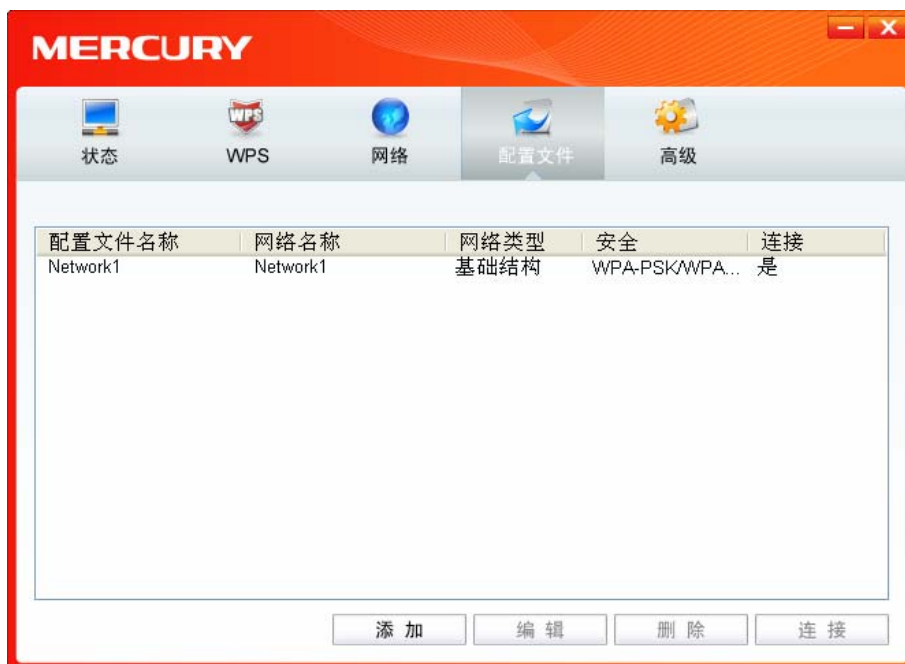 MERCURY
状态 WPS 网络 配置文件 高级
配置文件名称 网络名称 网络类型 安全 连接
Network1 Network1 基础结构 WPA-PSK/WPA... 是
添 加 编 辑 删 除 连 接